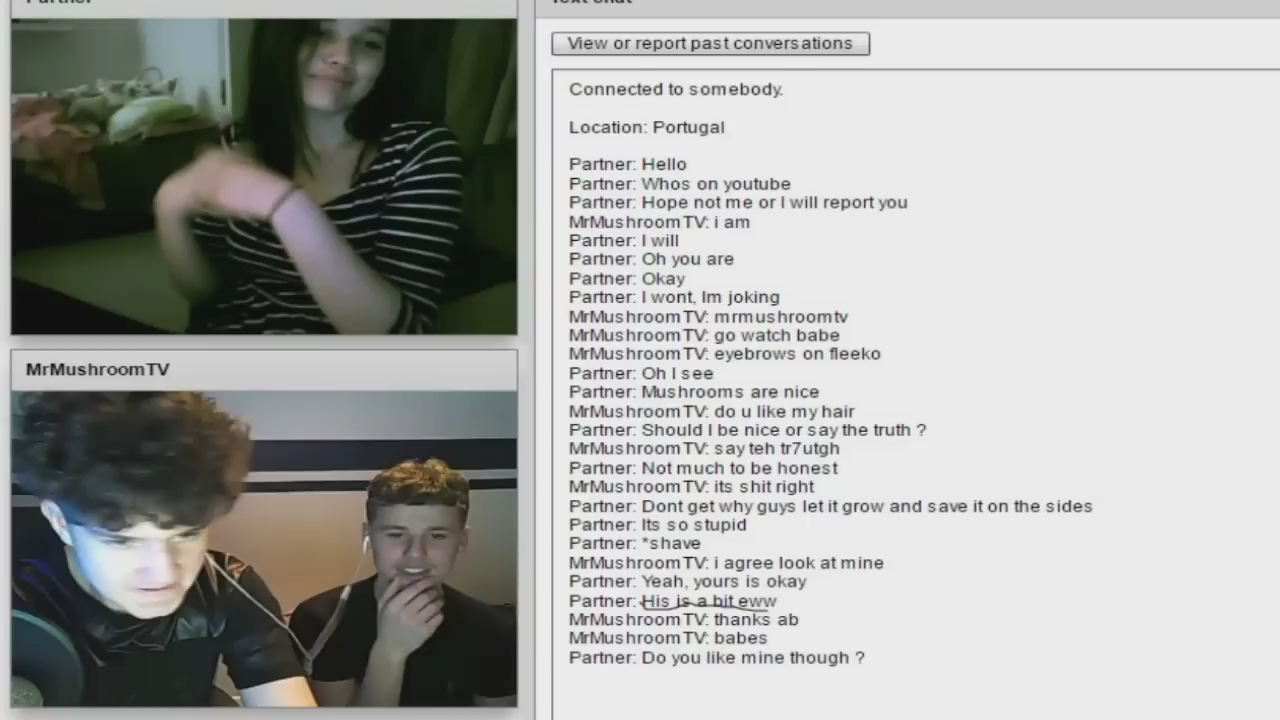 Partner
Text chat
View or report past conversations
Connected to somebody.
Location: Portugal
Partner: Hello
Partner: Whos on youtube
Partner: Hope not me or I will report you
MrMushroomTV: i am
Partner: I will
Partner: Oh you are
Partner: Okay
Partner: I wont, Im joking
MrMushroomTV: mrmushroomtv
MrMushroomTV: go watch babe
MrMushroomTV: eyebrows on fleeko
Partner: Oh I see
Partner: Mushrooms are nice
MrMushroomTV: do u like my hair
Partner: Should I be nice or say the truth ?
MrMushroomTV: say teh tr7utgh
Partner: Not much to be honest
MrMushroomTV: its shit right
Partner: Dont get why guys let it grow and save it on the sides
Partner: Its so stupid
Partner: *shave
MrMushroomTV: i agree look at mine
Partner: Yeah, yours is okay
Partner: His is a bit eww
MrMushroomTV: thanks ab
MrMushroomTV: babes
Partner: Do you like mine though ?
MrMushroomTV